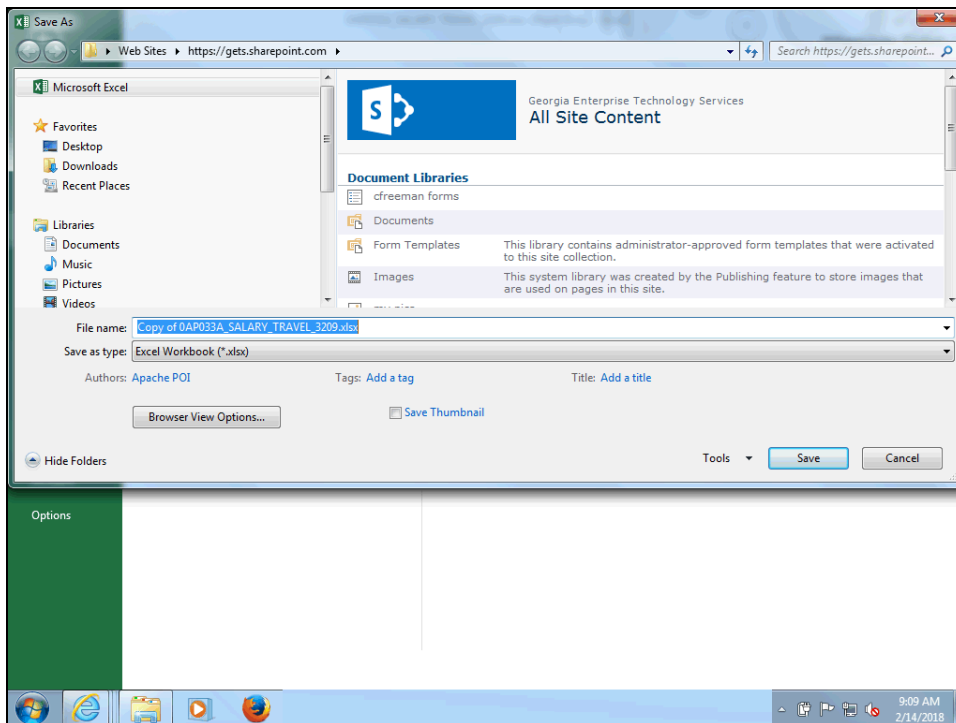 Save As
Web Sites https://gets.sharepoint.com
Search https://gets.sharepoint...
Microsoft Excel
Favorites
Desktop
Downloads
Recent Places
Libraries
Documents
Music
Pictures
Videos
S
Georgia Enterprise Technology Services
All Site Content
Document Libraries
cfreeman forms
Documents
Form Templates This library contains administrator-approved form templates that were activated
to this site collection.
Images This system library was created by the Publishing feature to store images that
are used on pages in this site.
File name: Copy of 0AP033A_SALARY_TRAVEL_3209.xlsx
Save as type: Excel Workbook (*.xlsx)
Authors: Apache POI Tags: Add a tag Title: Add a title
Browser View Options... Save Thumbnail
Hide Folders Tools Save Cancel
Options
9:09 AM
2/14/2018